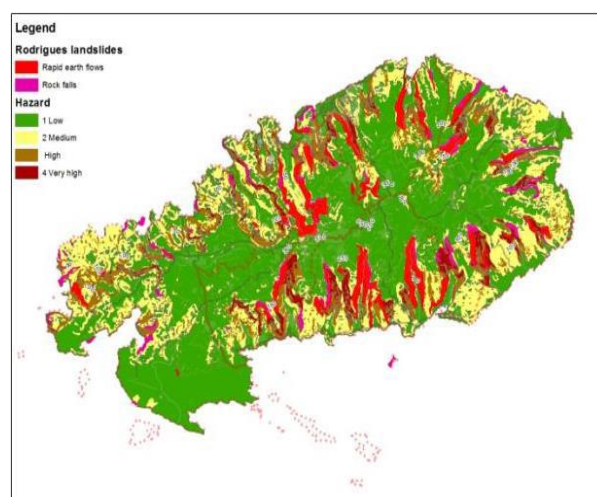 Legend
Rodrigues landslides
Rapid earth flows
Rock falls
Hazard
1 Low
2 Medium
High
4 Very high